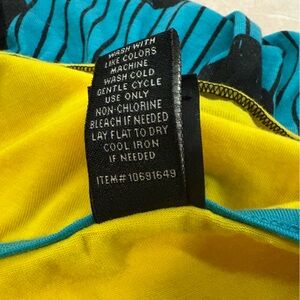 WASH WITH
LIKE COLORS
MACHINE
WASH COLD
GENTLE CYCLE
USE ONLY
NON-CHLORINE
BLEACH IF NEEDED
LAY FLAT TO DRY
COOL IRON
IF NEEDED
ITEM# 10691649